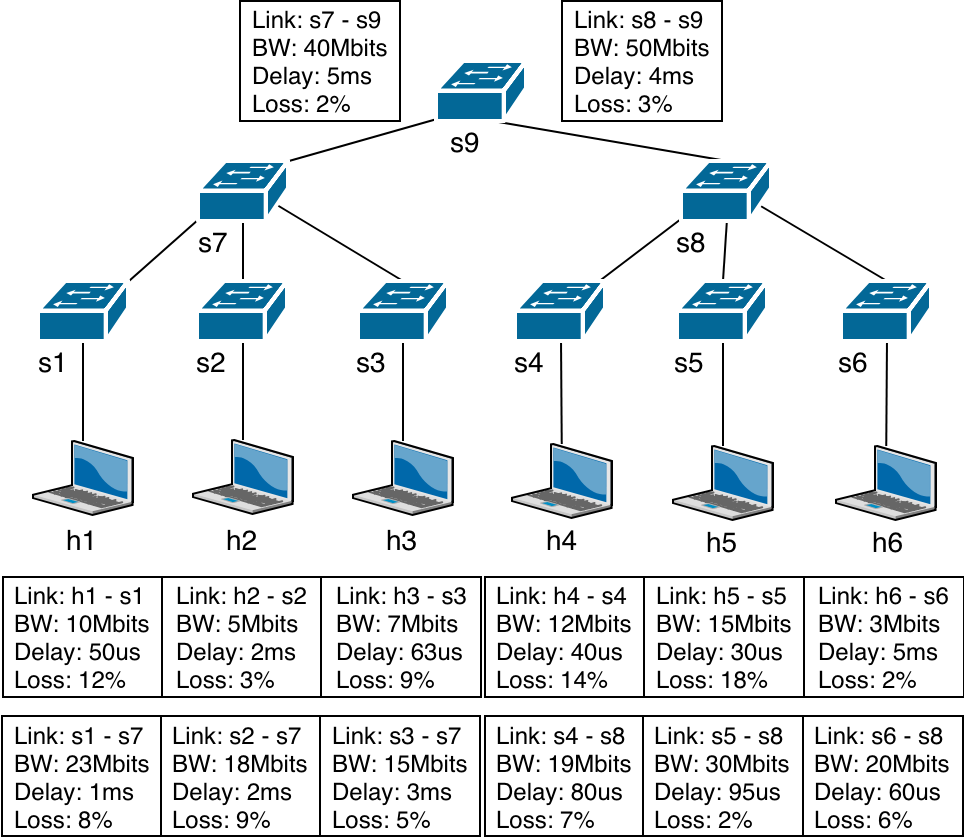 Link: s7 - s9
BW: 40Mbits
Delay: 5ms
Loss: 2%
Link: s8 - s9
BW: 50Mbits
Delay: 4ms
Loss: 3%
s9
s7
s8
s1
s2
s3
s4
s5
s6
h1
h2
h3
h4
h5
h6
Link: h1 - s1
BW: 10Mbits
Delay: 50us
Loss: 12%
Link: h2 - s2
BW: 5Mbits
Delay: 2ms
Loss: 3%
Link: h3 - s3
BW: 7Mbits
Delay: 63us
Loss: 9%
Link: h4 - s4
BW: 12Mbits
Delay: 40us
Loss: 14%
Link: h5 - s5
BW: 15Mbits
Delay: 30us
Loss: 18%
Link: h6 - s6
BW: 3Mbits
Delay: 5ms
Loss: 2%
Link: s1 - s7
BW: 23Mbits
Delay: 1ms
Loss: 8%
Link: s2 - s7
BW: 18Mbits
Delay: 2ms
Loss: 9%
Link: s3 - s7
BW: 15Mbits
Delay: 3ms
Loss: 5%
Link: s4 - s8
BW: 19Mbits
Delay: 80us
Loss: 7%
Link: s5 - s8
BW: 30Mbits
Delay: 95us
Loss: 2%
Link: s6 - s8
BW: 20Mbits
Delay: 60us
Loss: 6%